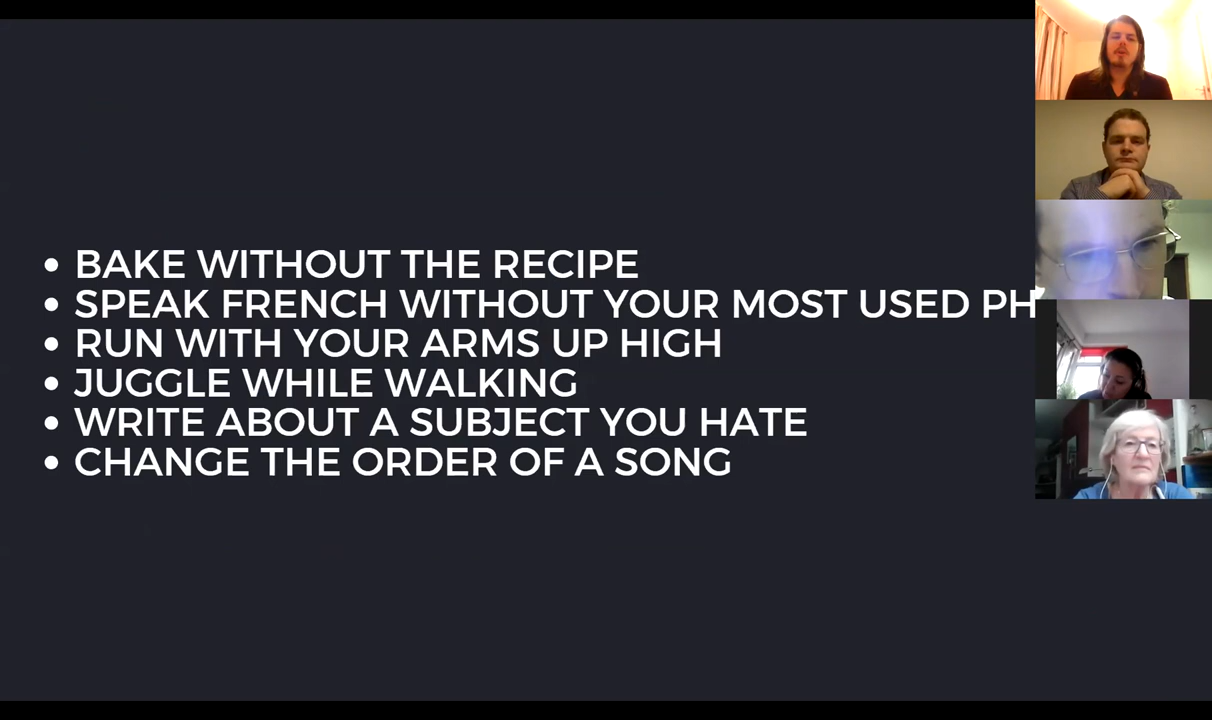 • BAKE WITHOUT THE RECIPE
• SPEAK FRENCH WITHOUT YOUR MOST USED PH
• RUN WITH YOUR ARMS UP HIGH
• JUGGLE WHILE WALKING
• WRITE ABOUT A SUBJECT YOU HATE
• CHANGE THE ORDER OF A SONG